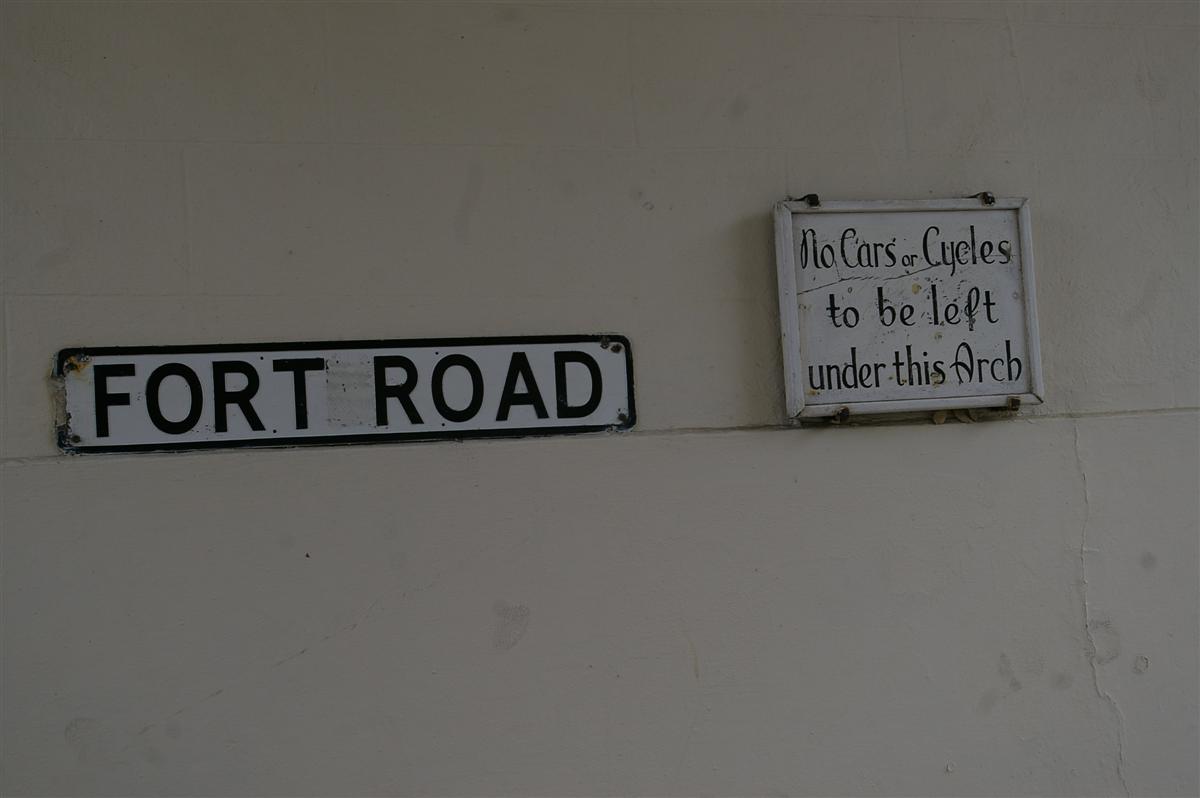 FORT ROAD
No Cars or Cycles
to be left
under this Arch